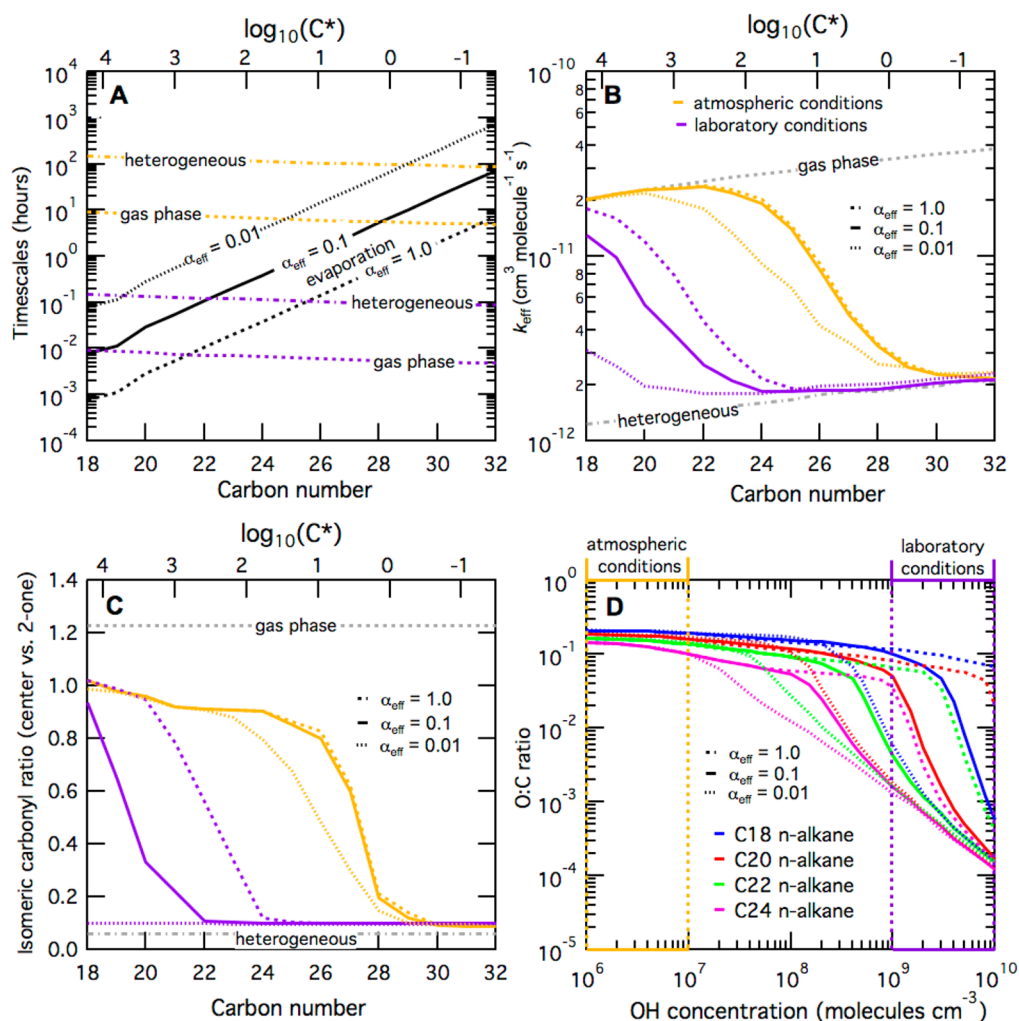 log10(C*)
4 3 2 1 0 -1
A
10^4
10^3
10^2
10^1
10^0
10^-1
10^-2
10^-3
10^-4
Timescales (hours)
heterogeneous
gas phase
αeff = 0.01
αeff = 0.1
evaporation
αeff = 1.0
heterogeneous
gas phase
18 20 22 24 26 28 30 32
Carbon number
log10(C*)
4 3 2 1 0 -1
B
atmospheric conditions
laboratory conditions
gas phase
αeff = 1.0
αeff = 0.1
αeff = 0.01
heterogeneous
10^-10
8
6
4
2
10^-11
8
6
4
2
10^-12
keff (cm^3 molecule^-1 s^-1)
18 20 22 24 26 28 30 32
Carbon number
log10(C*)
4 3 2 1 0 -1
C
1.4
1.2
1.0
0.8
0.6
0.4
0.2
0.0
Isomeric carbonyl ratio (center vs. 2-one)
gas phase
αeff = 1.0
αeff = 0.1
αeff = 0.01
heterogeneous
18 20 22 24 26 28 30 32
Carbon number
atmospheric
conditions
laboratory
conditions
D
10^0
10^-1
10^-2
10^-3
10^-4
10^-5
O:C ratio
αeff = 1.0
αeff = 0.1
αeff = 0.01
C18 n-alkane
C20 n-alkane
C22 n-alkane
C24 n-alkane
10^6 10^7 10^8 10^9 10^10
OH concentration (molecules cm^-3)